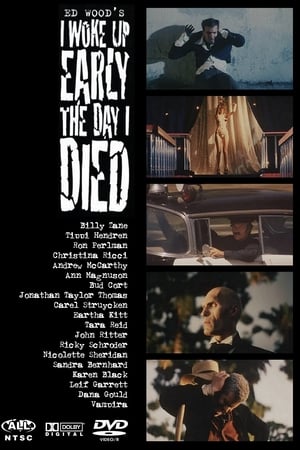 ED WOOD'S
I WOKE UP
EARLY
THE DAY I
DIED
Billy Zane
Tippi Hendren
Ron Perlman
Christina Ricci
Andrew McCarthy
Ann Magnuson
Bud Cort
Jonathan Taylor Thomas
Carel Struycken
Eartha Kitt
Tara Reid
John Ritter
Ricky Schroder
Nicolette Sheridan
Sandra Bernhard
Karen Black
Leif Garrett
Dana Gould
Vampira
ALL
NTSC
DOLBY
DIGITAL
DVD
VIDEO/R